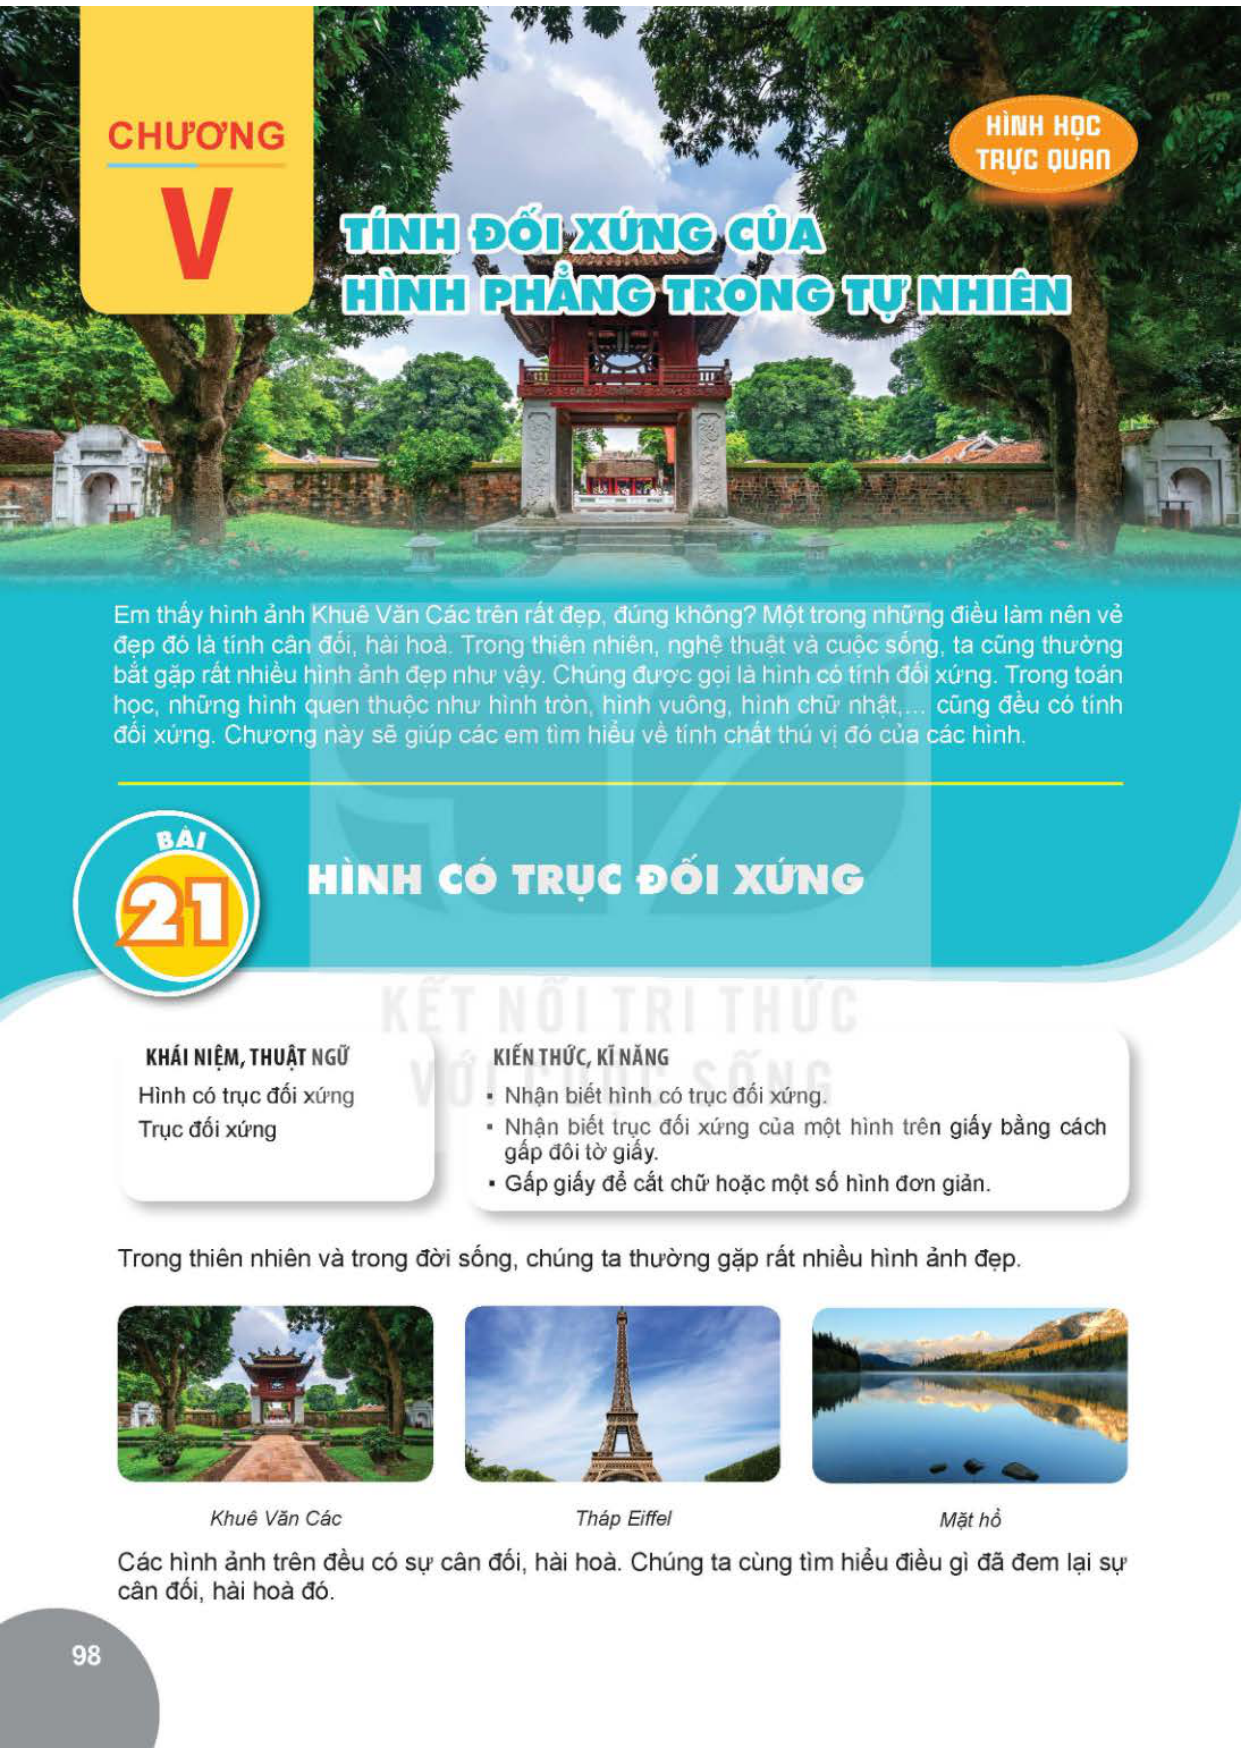 CHƯƠNG
V
HÌNH HỌC
TRỰC QUAN
TÍNH ĐỐI XỨNG CỦA
HÌNH PHẲNG TRONG TỰ NHIÊN
Em thấy hình ảnh Khuê Văn Các trên rất đẹp, đúng không? Một trong những điều làm nên vẻ
đẹp đó là tính cân đối, hài hoà. Trong thiên nhiên, nghệ thuật và cuộc sống, ta cũng thường
bắt gặp rất nhiều hình ảnh đẹp như vậy. Chúng được gọi là hình có tính đối xứng. Trong toán
học, những hình quen thuộc như hình tròn, hình vuông, hình chữ nhật,... cũng đều có tính
đối xứng. Chương này sẽ giúp các em tìm hiểu về tính chất thú vị đó của các hình.
BÀI
21
HÌNH CÓ TRỤC ĐỐI XỨNG
KẾT NỐI TRI THỨC
VỚI CUỘC SỐNG
KHÁI NIỆM, THUẬT NGỮ
Hình có trục đối xứng
Trục đối xứng
KIẾN THỨC, KĨ NĂNG
▪ Nhận biết hình có trục đối xứng.
▪ Nhận biết trục đối xứng của một hình trên giấy bằng cách
gấp đôi tờ giấy.
▪ Gấp giấy để cắt chữ hoặc một số hình đơn giản.
Trong thiên nhiên và trong đời sống, chúng ta thường gặp rất nhiều hình ảnh đẹp.
Khuê Văn Các
Tháp Eiffel
Mặt hồ
Các hình ảnh trên đều có sự cân đối, hài hoà. Chúng ta cùng tìm hiểu điều gì đã đem lại sự
cân đối, hài hoà đó.
98